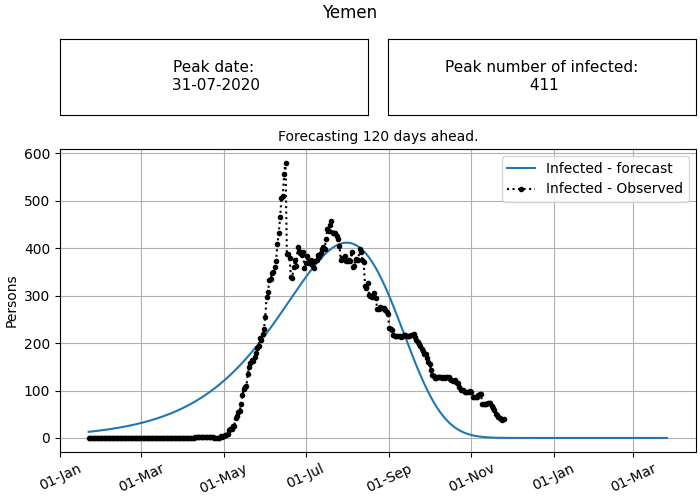 Yemen
Peak date:
31-07-2020
Peak number of infected:
411
Forecasting 120 days ahead.
Infected - forecast
Infected - Observed
Persons
600
500
400
300
200
100
0
01-Jan
01-Mar
01-May
01-Jul
01-Sep
01-Nov
01-Jan
01-Mar